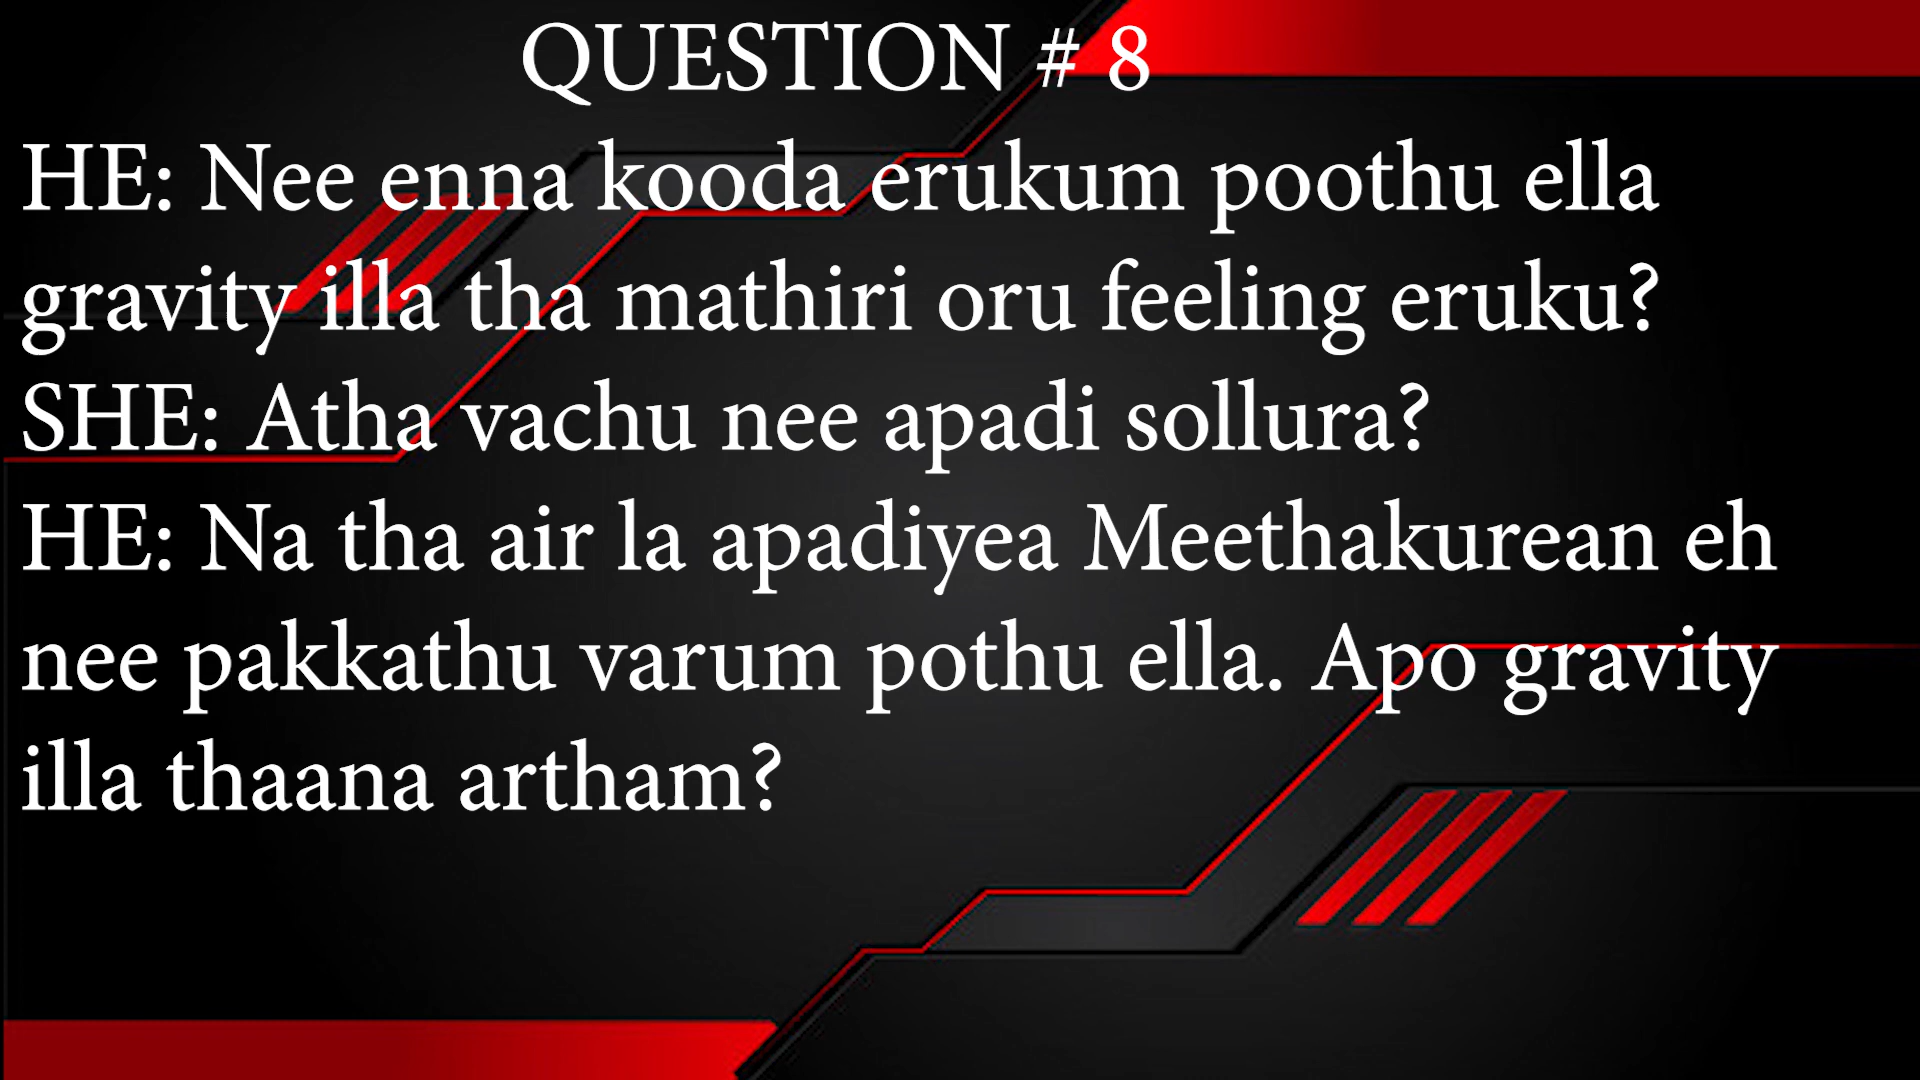 QUESTION # 8
HE: Nee enna kooda erukum poothu ella
gravity illa tha mathiri oru feeling eruku?
SHE: Atha vachu nee apadi sollura?
HE: Na tha air la apadiyea Meethakurean eh
nee pakkathu varum pothu ella. Apo gravity
illa thaana artham?